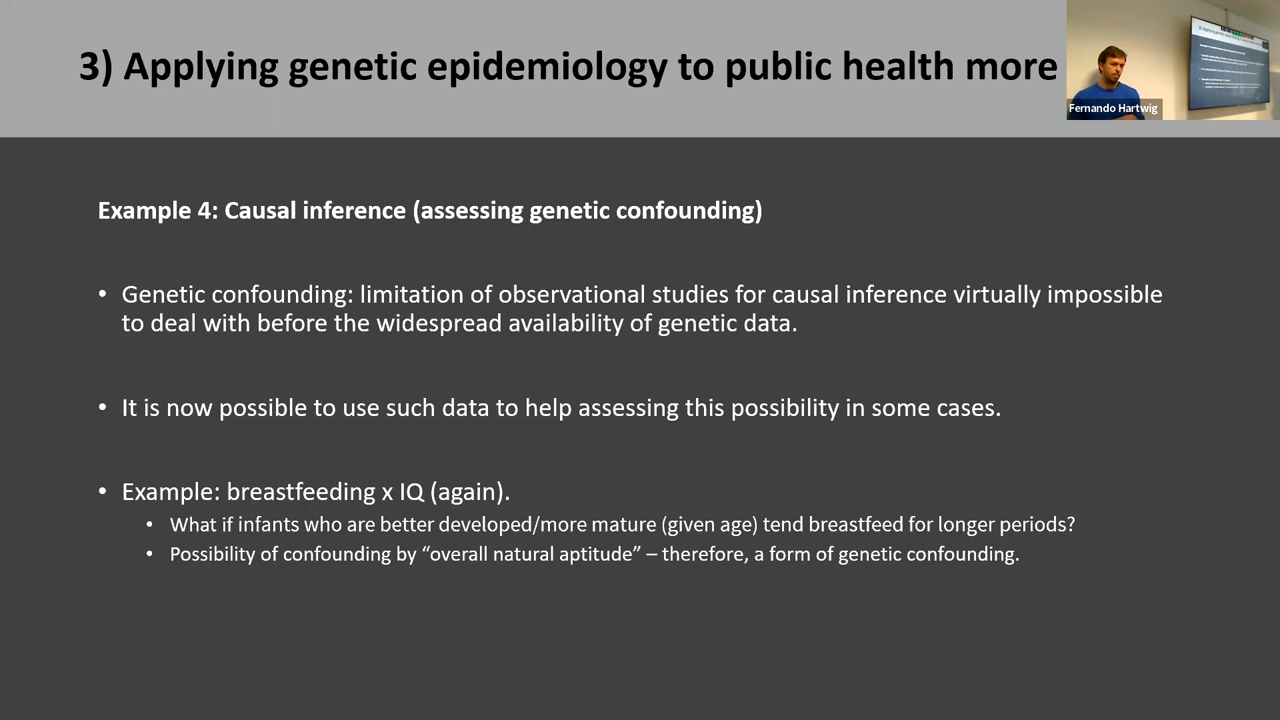 3) Applying genetic epidemiology to public health more
Fernando Hartwig
Example 4: Causal inference (assessing genetic confounding)
• Genetic confounding: limitation of observational studies for causal inference virtually impossible
to deal with before the widespread availability of genetic data.
• It is now possible to use such data to help assessing this possibility in some cases.
• Example: breastfeeding x IQ (again).
• What if infants who are better developed/more mature (given age) tend breastfeed for longer periods?
• Possibility of confounding by “overall natural aptitude” – therefore, a form of genetic confounding.